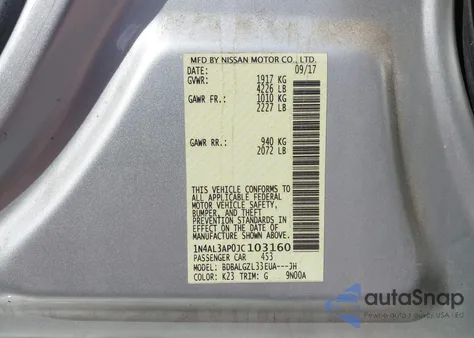 MFD BY NISSAN MOTOR CO., LTD.
DATE: 09/17
GVWR: 1917 KG
4226 LB
GAWR FR.: 1010 KG
2227 LB
GAWR RR.: 940 KG
2072 LB
THIS VEHICLE CONFORMS TO
ALL APPLICABLE FEDERAL
MOTOR VEHICLE SAFETY,
BUMPER, AND THEFT
PREVENTION STANDARDS IN
EFFECT ON THE DATE OF
MANUFACTURE SHOWN ABOVE.
1N4AL3AP0JC103160
PASSENGER CAR 453
MODEL: BDBALGZL33EUA---JH
COLOR: K23 TRIM: G 9N00A
autoSnap